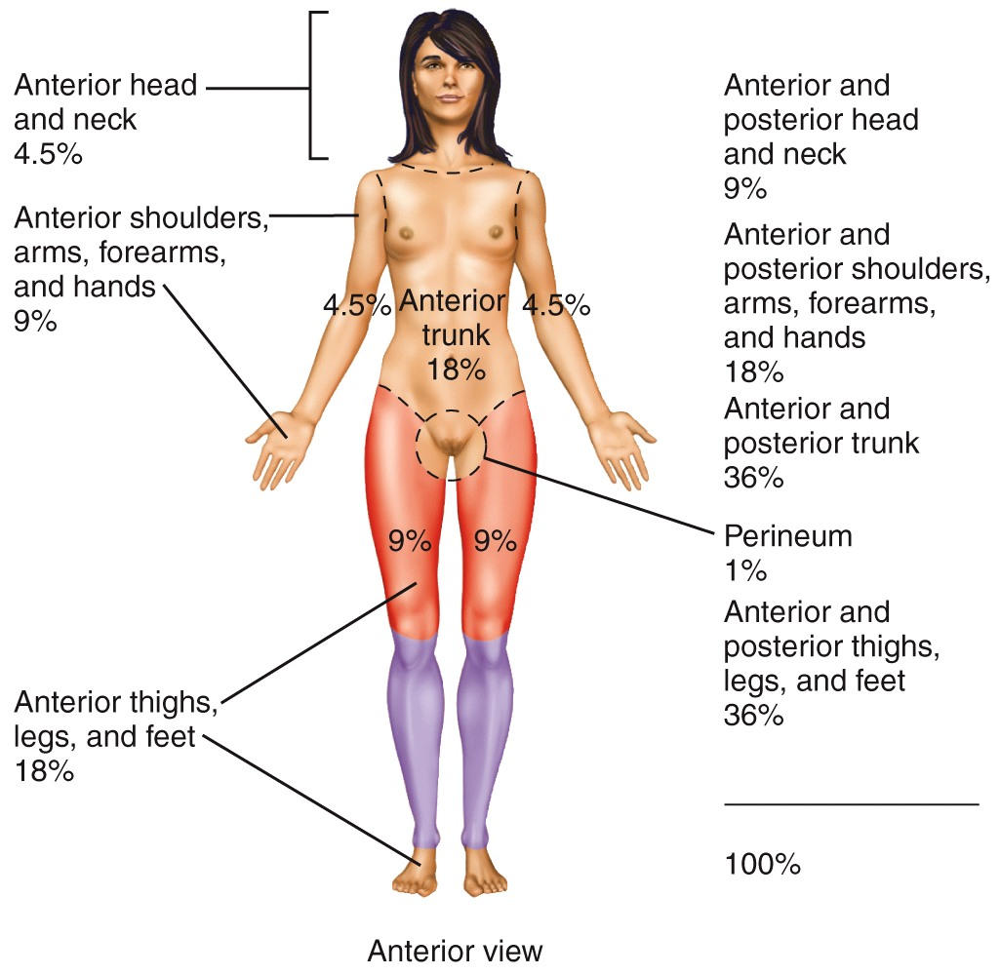 Anterior head
and neck
4.5%
Anterior shoulders,
arms, forearms,
and hands
9%
4.5%
Anterior
trunk
18%
4.5%
9%
9%
Anterior thighs,
legs, and feet
18%
Anterior and
posterior head
and neck
9%
Anterior and
posterior shoulders,
arms, forearms,
and hands
18%
Anterior and
posterior trunk
36%
Perineum
1%
Anterior and
posterior thighs,
legs, and feet
36%
100%
Anterior view